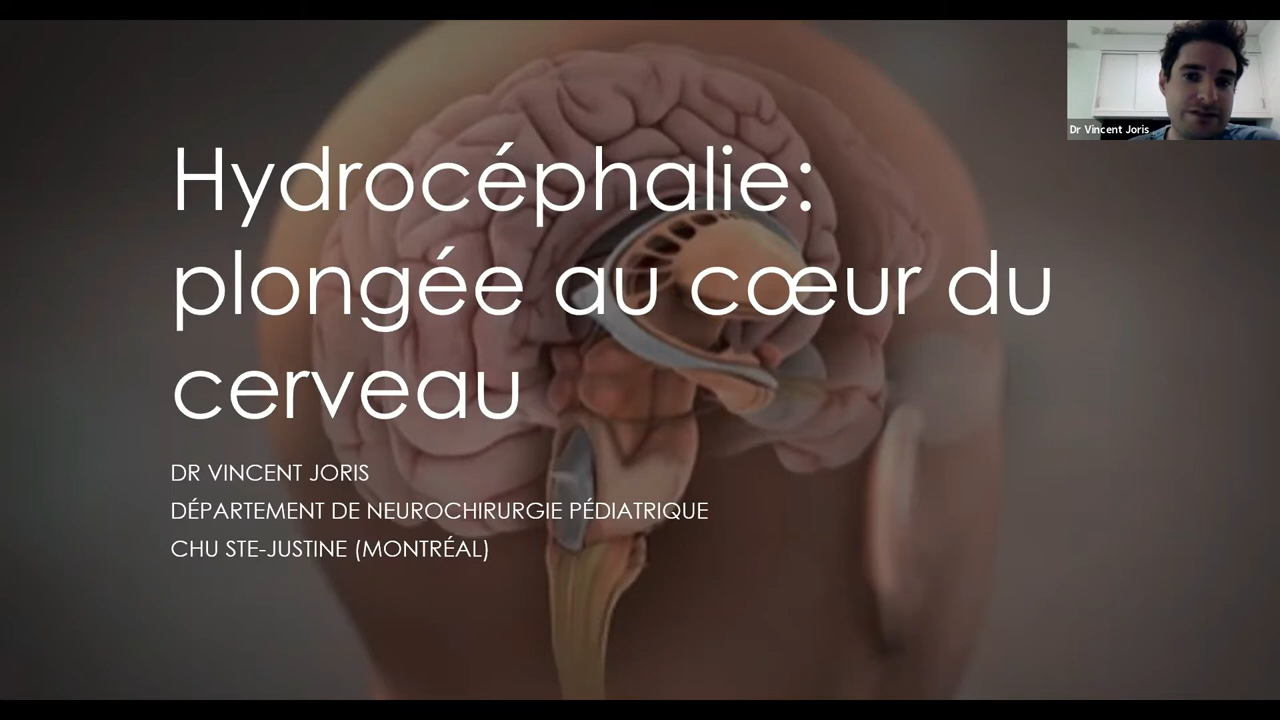 Hydrocéphalie:
plongée au cœur du
cerveau
DR VINCENT JORIS
DÉPARTEMENT DE NEUROCHIRURGIE PÉDIATRIQUE
CHU STE-JUSTINE (MONTRÉAL)
Dr Vincent Joris